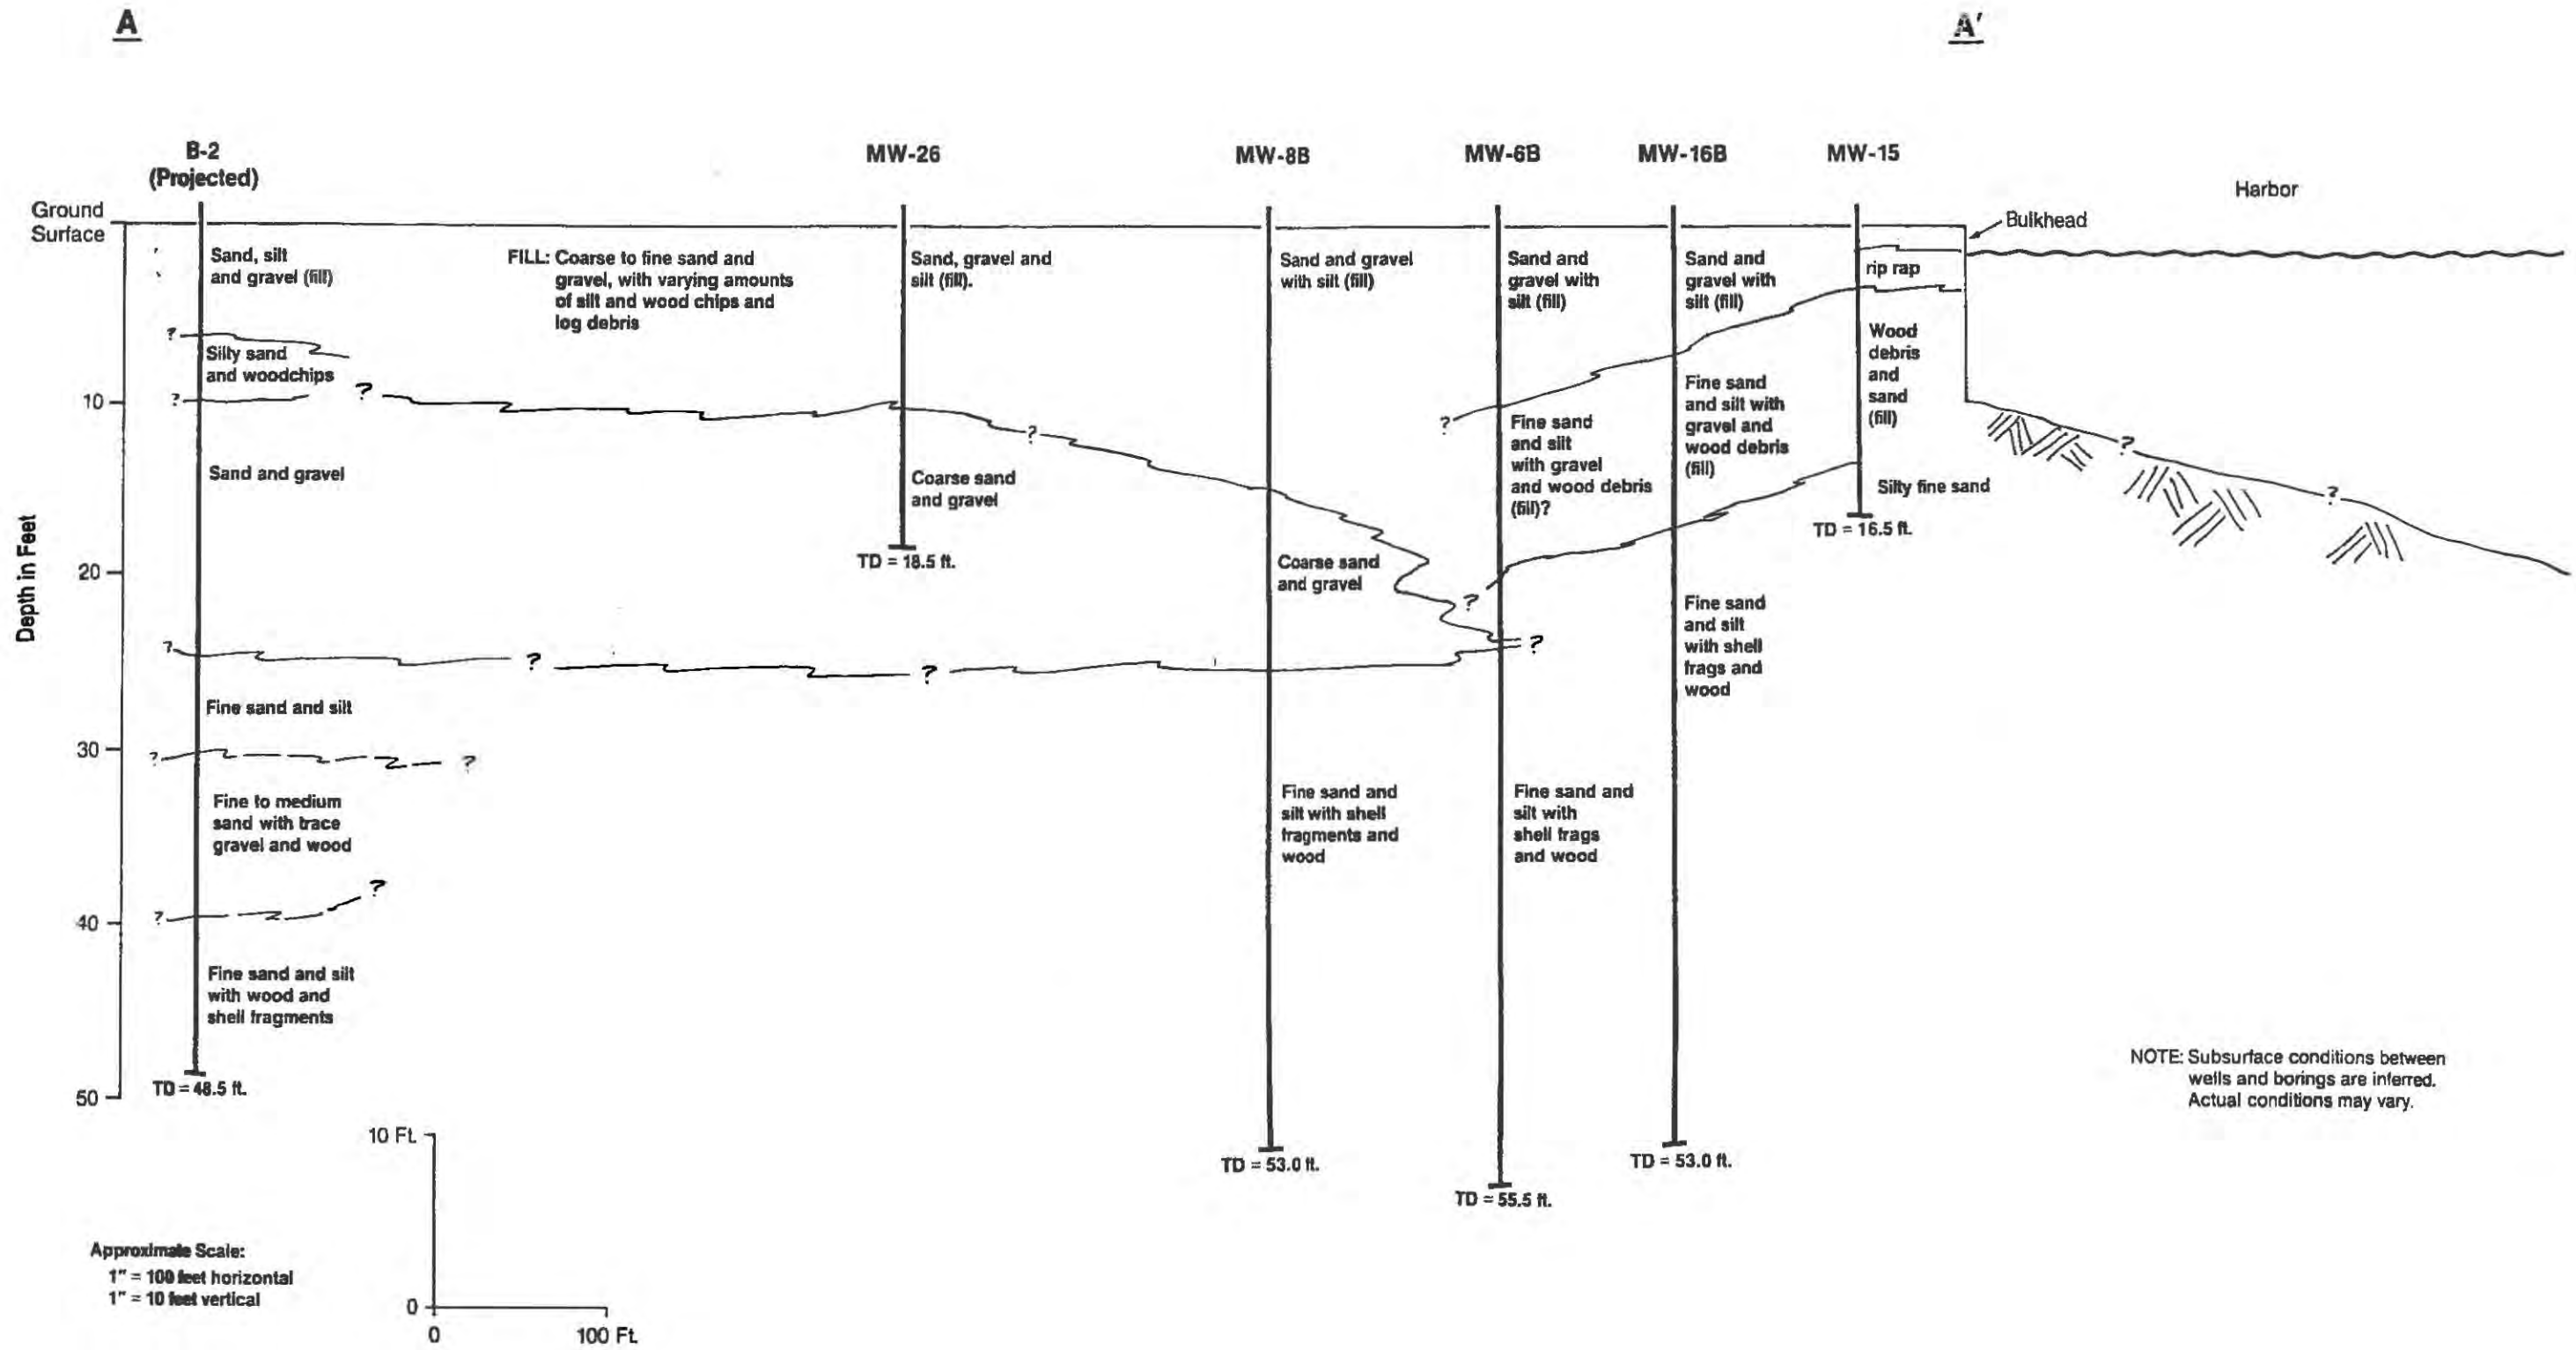 A
A'
B-2
(Projected)
MW-26
MW-8B
MW-6B
MW-16B
MW-15
Harbor
Ground
Surface
Bulkhead
Sand, silt
and gravel (fill)
FILL: Coarse to fine sand and
gravel, with varying amounts
of silt and wood chips and
log debris
Sand, gravel and
silt (fill).
Sand and gravel
with silt (fill)
Sand and
gravel with
silt (fill)
Sand and
gravel with
silt (fill)
rip rap
?
Silty sand
and woodchips
?
?
10
Wood
debris
and
sand
(fill)
Fine sand
and silt with
gravel and
wood debris
(fill)
?
?
Fine sand
and silt
with gravel
and wood debris
(fill)?
?
Sand and gravel
Coarse sand
and gravel
Silty fine sand
?
TD = 16.5 ft.
TD = 18.5 ft.
Depth in Feet
20
Coarse sand
and gravel
?
Fine sand
and silt
with shell
frags and
wood
?
?
?
?
Fine sand and silt
30
?
?
Fine to medium
sand with trace
gravel and wood
Fine sand and
silt with shell
fragments and
wood
Fine sand and
silt with
shell frags
and wood
?
?
40
Fine sand and silt
with wood and
shell fragments
TD = 48.5 ft.
50
NOTE: Subsurface conditions between
wells and borings are inferred.
Actual conditions may vary.
TD = 53.0 ft.
TD = 53.0 ft.
TD = 55.5 ft.
10 Ft.
Approximate Scale:
1" = 100 feet horizontal
1" = 10 feet vertical
0
0
100 Ft.